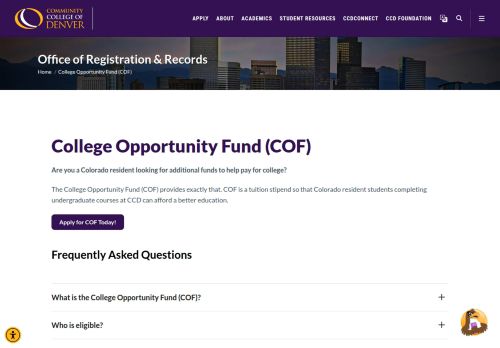 COMMUNITY
COLLEGE OF
DENVER
APPLY
ABOUT
ACADEMICS
STUDENT RESOURCES
CCDCONNECT
CCD FOUNDATION
Office of Registration & Records
Home / College Opportunity Fund (COF)
College Opportunity Fund (COF)
Are you a Colorado resident looking for additional funds to help pay for college?
The College Opportunity Fund (COF) provides exactly that. COF is a tuition stipend so that Colorado resident students completing
undergraduate courses at CCD can afford a better education.
Apply for COF Today!
Frequently Asked Questions
What is the College Opportunity Fund (COF)?
Who is eligible?